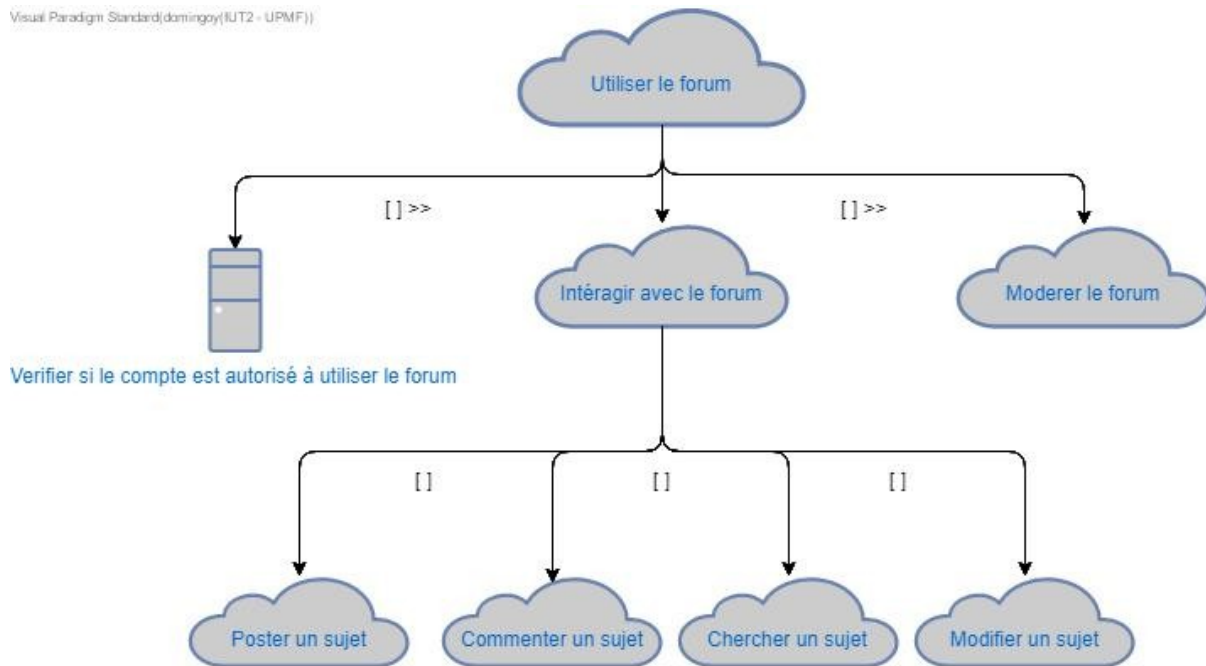 Visual Paradigm Standard(domingoy(IUT2 - UPMF))
Utiliser le forum
[ ] >>
[ ] >>
Intéragir avec le forum
Moderer le forum
Verifier si le compte est autorisé à utiliser le forum
[ ]
[ ]
[ ]
Poster un sujet
Commenter un sujet
Chercher un sujet
Modifier un sujet